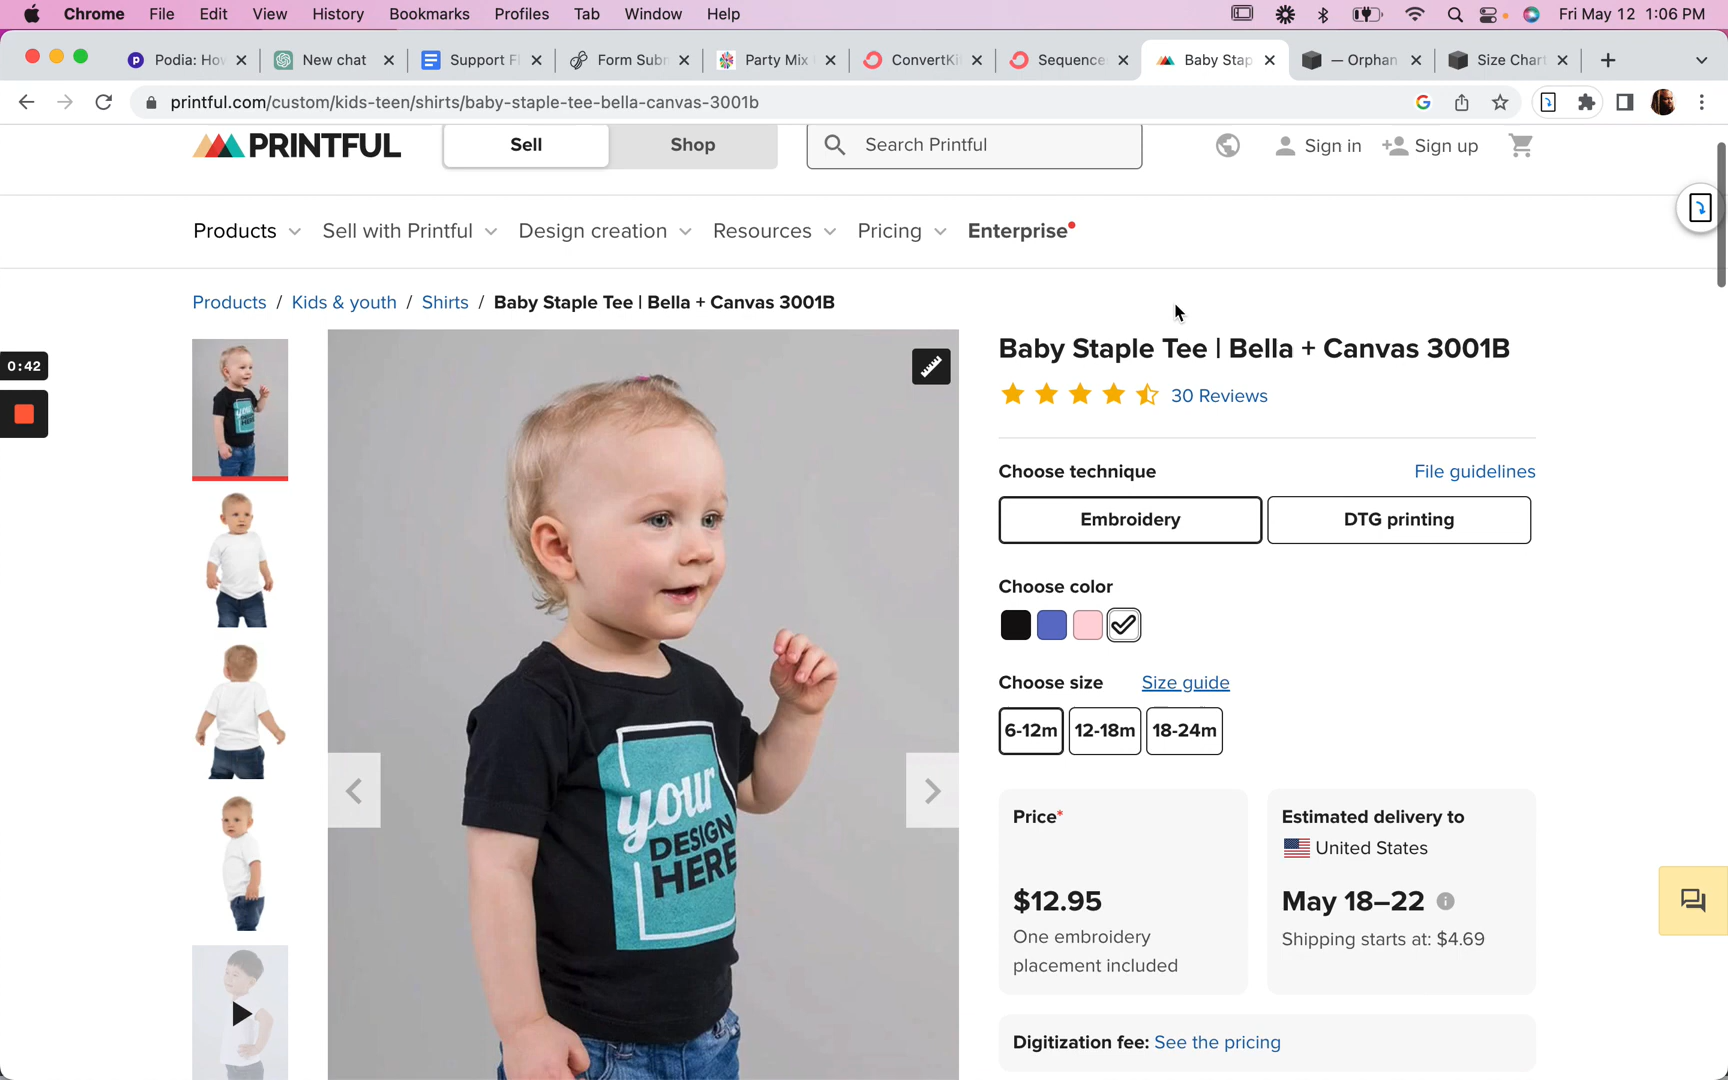 Chrome File Edit View History Bookmarks Profiles Tab Window Help Fri May 12 1:06 PM
Podia: Hov New chat Support F Form Subr Party Mix ConvertKi Sequence Baby Stap — Orphan Size Chart
printful.com/custom/kids-teen/shirts/baby-staple-tee-bella-canvas-3001b
PRINTFUL Sell Shop Search Printful Sign in Sign up
Products Sell with Printful Design creation Resources Pricing Enterprise
Products / Kids & youth / Shirts / Baby Staple Tee | Bella + Canvas 3001B
Baby Staple Tee | Bella + Canvas 3001B
0:42
30 Reviews
Choose technique File guidelines
Embroidery DTG printing
Choose color
Choose size Size guide
6-12m 12-18m 18-24m
your
DESIGN
HERE
Price*
$12.95
One embroidery
placement included
Estimated delivery to
United States
May 18–22
Shipping starts at: $4.69
Digitization fee: See the pricing